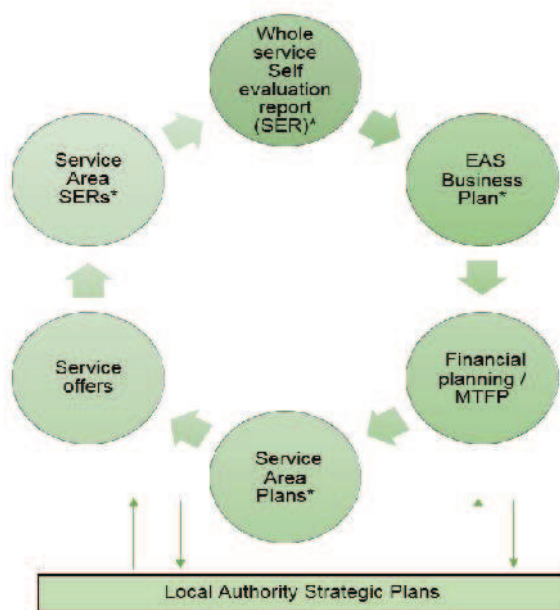 Whole
service
Self
evaluation
report
(SER)*
EAS
Business
Plan*
Financial
planning /
MTFP
Service
Area
Plans*
Service
offers
Service
Area
SERs*
Local Authority Strategic Plans